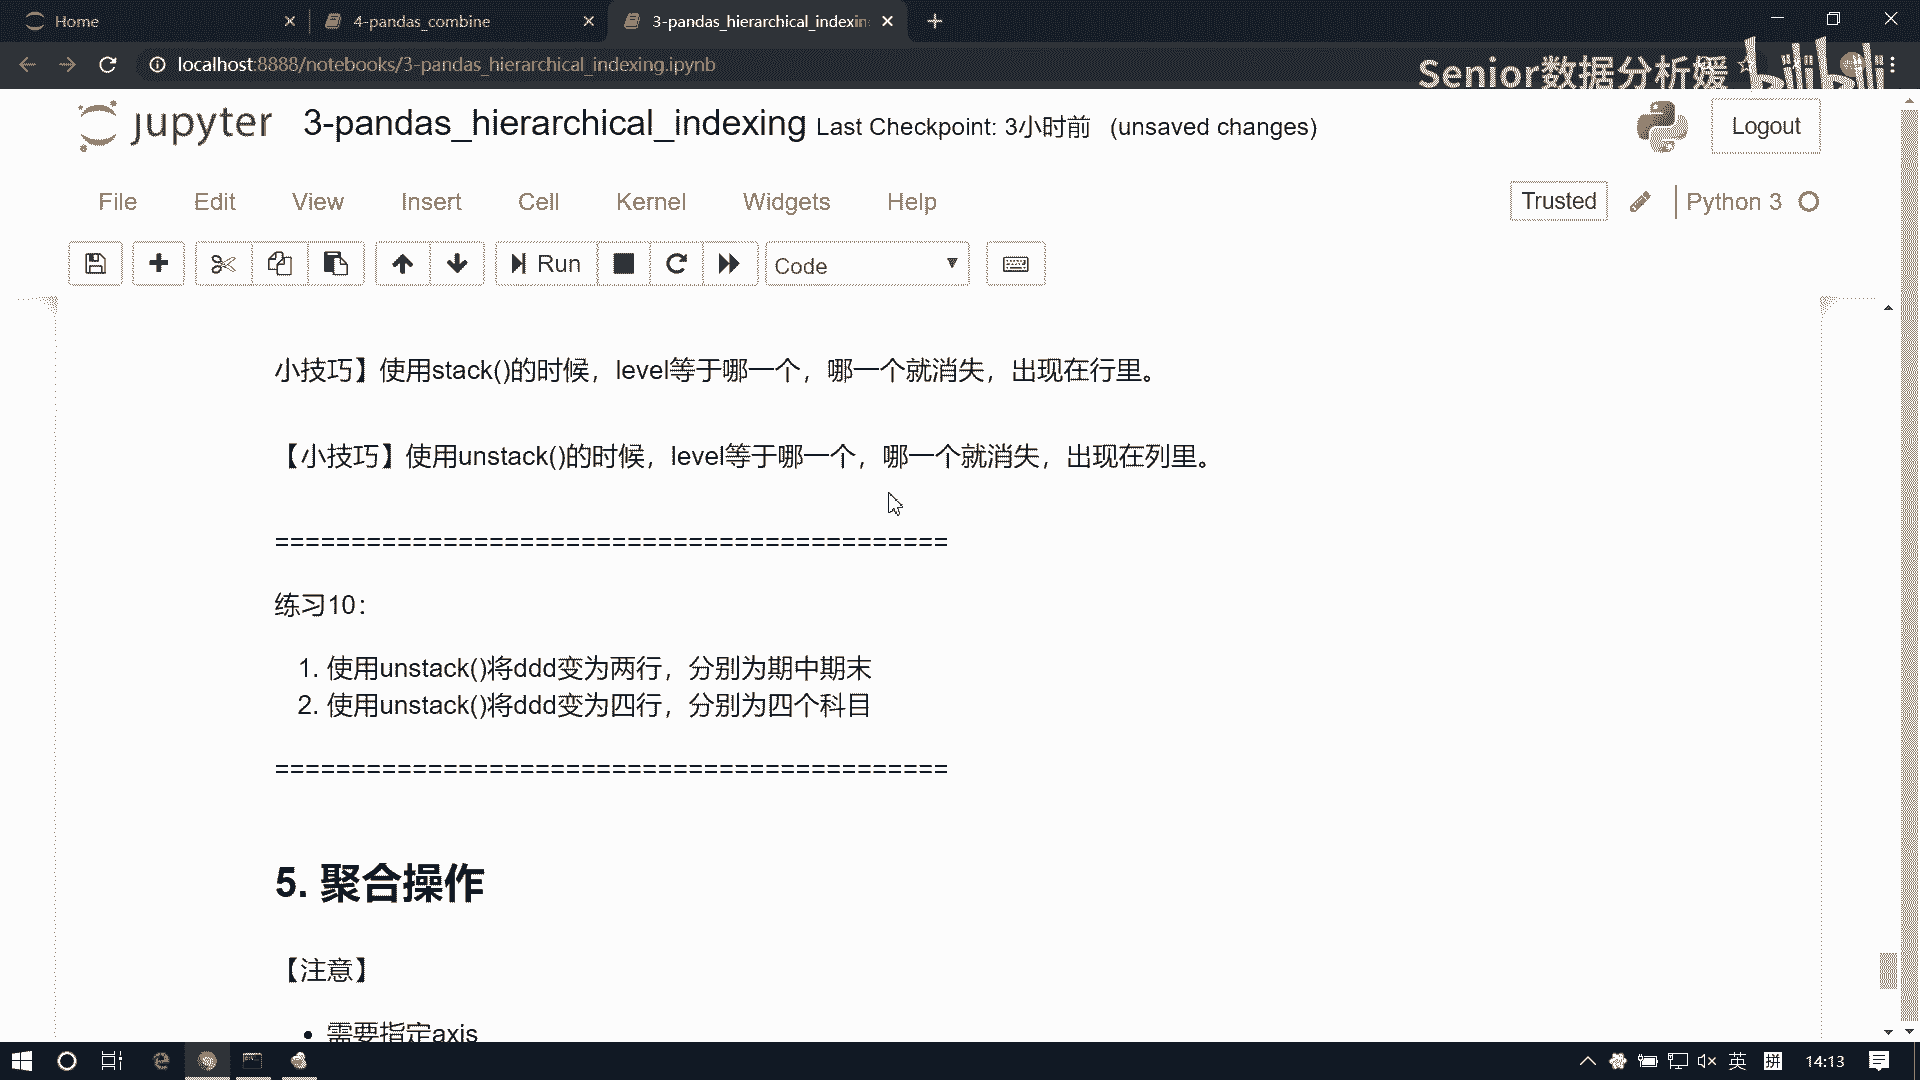 Home
4-pandas_combine
3-pandas_hierarchical_indexin
localhost:8888/notebooks/3-pandas_hierarchical_indexing.ipynb
Senior数据分析媛
bilibili
jupyter 3-pandas_hierarchical_indexing Last Checkpoint: 3小时前 (unsaved changes)
Logout
File Edit View Insert Cell Kernel Widgets Help
Trusted
Python 3
Run
Code
小技巧】使用stack()的时候，level等于哪一个，哪一个就消失，出现在行里。
【小技巧】使用unstack()的时候，level等于哪一个，哪一个就消失，出现在列里。
============================================
练习10：
1. 使用unstack()将ddd变为两行，分别为期中期末
2. 使用unstack()将ddd变为四行，分别为四个科目
============================================
5. 聚合操作
【注意】
• 需要指定axis
英
拼
14:13